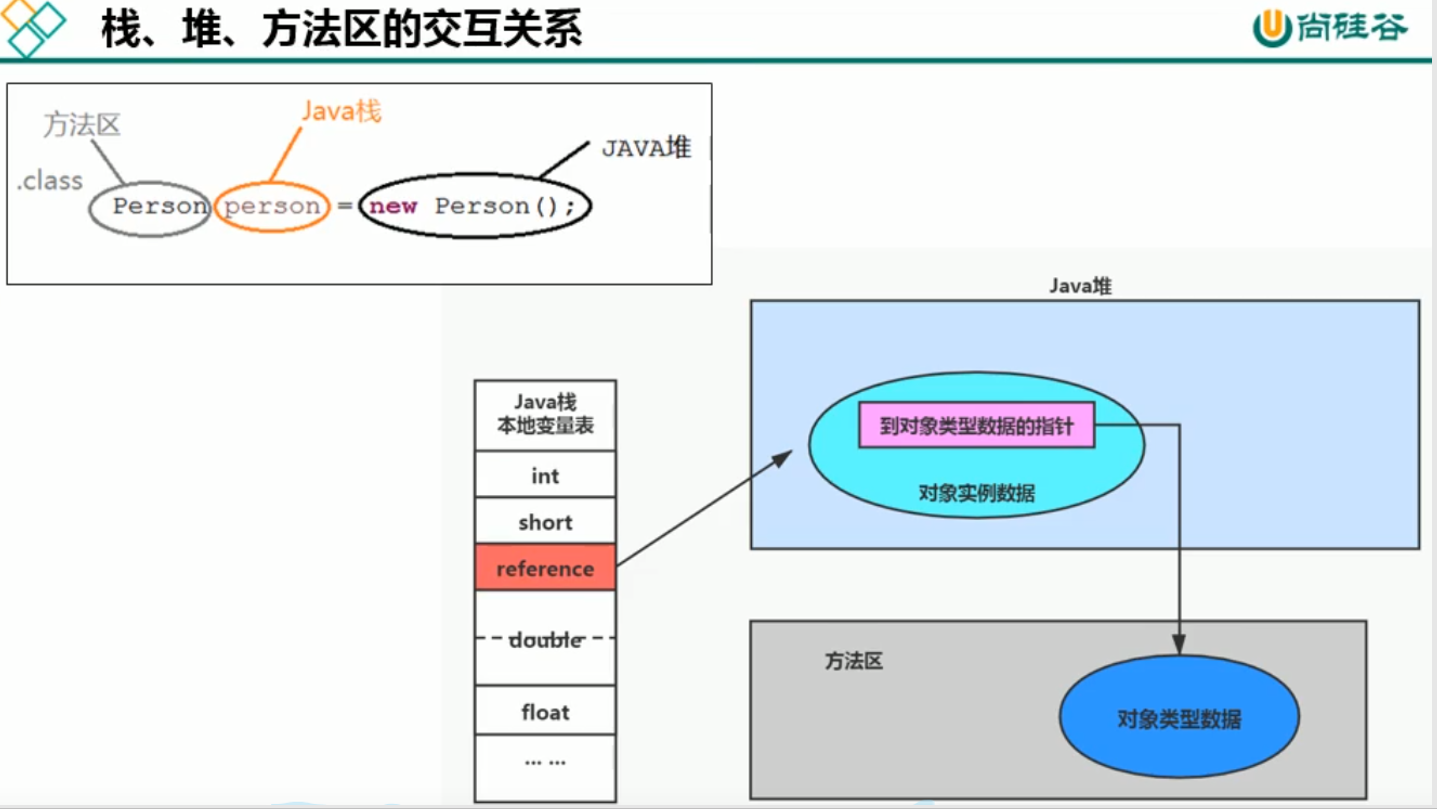 栈、堆、方法区的交互关系
尚硅谷
方法区
Java栈
JAVA堆
.class
Person person = new Person();
Java堆
Java栈
本地变量表
int
short
reference
double
float
... ...
到对象类型数据的指针
对象实例数据
方法区
对象类型数据